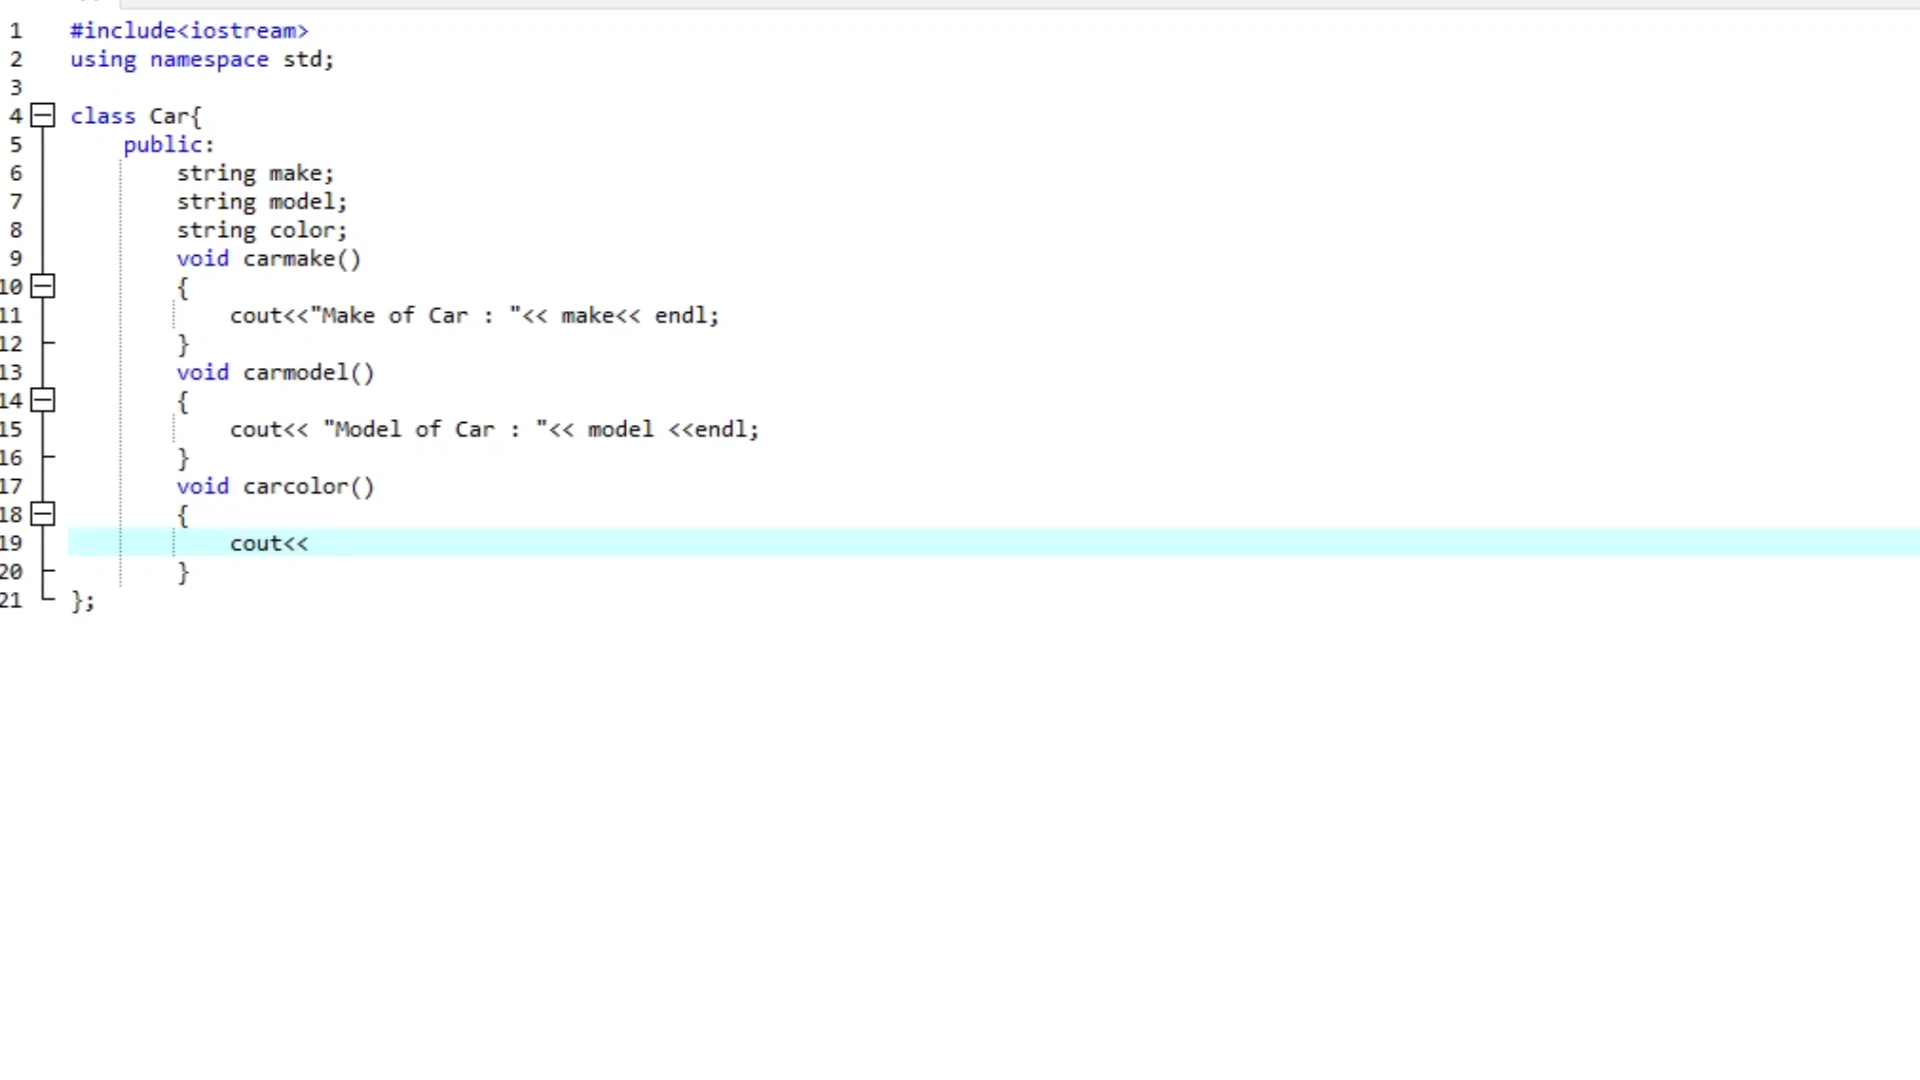 1 #include<iostream>
2 using namespace std;
3
4 class Car{
5 public:
6 string make;
7 string model;
8 string color;
9 void carmake()
10 {
11 cout<<"Make of Car : "<< make<< endl;
12 }
13 void carmodel()
14 {
15 cout<< "Model of Car : "<< model <<endl;
16 }
17 void carcolor()
18 {
19 cout<<
20 }
21 };